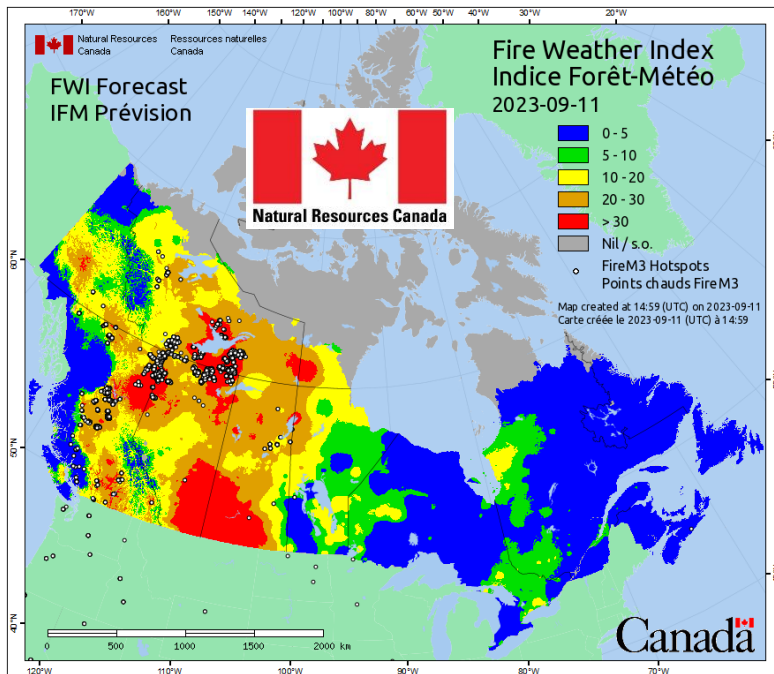 170°W 160°W 150°W 140°W 130°W 120°W 110°W 100°W 90°W 80°W 70°W 60°W 50°W 40°W 30°W 20°W
Natural Resources Canada
Ressources naturelles Canada
FWI Forecast
IFM Prévision
Natural Resources Canada
Fire Weather Index
Indice Forêt-Météo
2023-09-11
0 - 5
5 - 10
10 - 20
20 - 30
> 30
Nil / s.o.
FireM3 Hotspots
Points chauds FireM3
Map created at 14:59 (UTC) on 2023-09-11
Carte créée le 2023-09-11 (UTC) à 14:59
60°N
50°N
40°N
0 500 1000 1500 2000 km
Canada
120°W 110°W 100°W 90°W 80°W 70°W